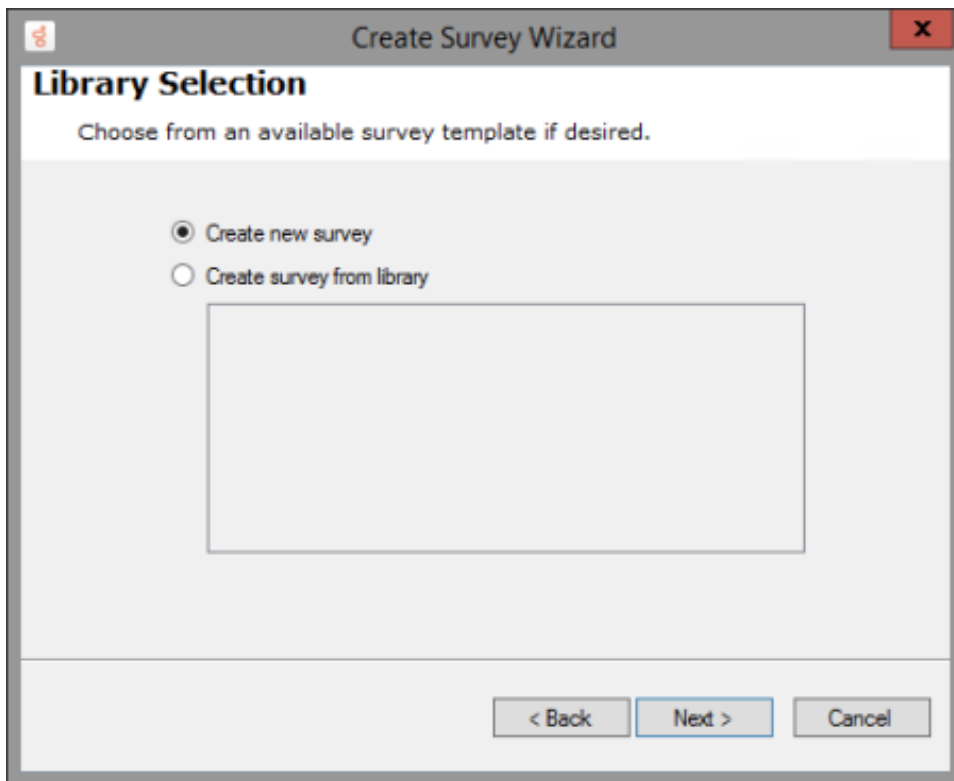 Create Survey Wizard
Library Selection
Choose from an available survey template if desired.
Create new survey
Create survey from library
< Back Next > Cancel